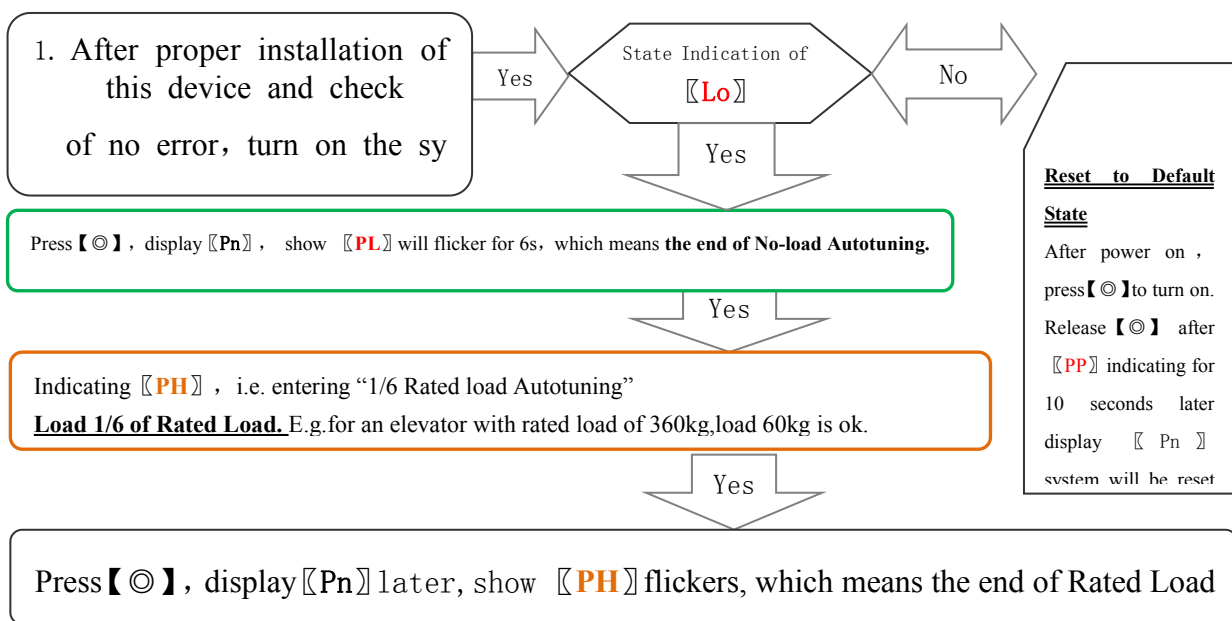 1. After proper installation of
this device and check
of no error，turn on the sy
Yes
State Indication of
〖Lo〗
No
Yes
Press【◎】，display〖Pn〗， show 〖PL〗will flicker for 6s，which means the end of No-load Autotuning.
Yes
Indicating〖PH〗，i.e. entering “1/6 Rated load Autotuning”
Load 1/6 of Rated Load. E.g.for an elevator with rated load of 360kg,load 60kg is ok.
Yes
Press【◎】，display〖Pn〗later, show 〖PH〗flickers, which means the end of Rated Load
Reset to Default
State
After power on ，
press【◎】to turn on.
Release【◎】 after
〖PP〗indicating for
10 seconds later
display 〖 Pn 〗
system will be reset